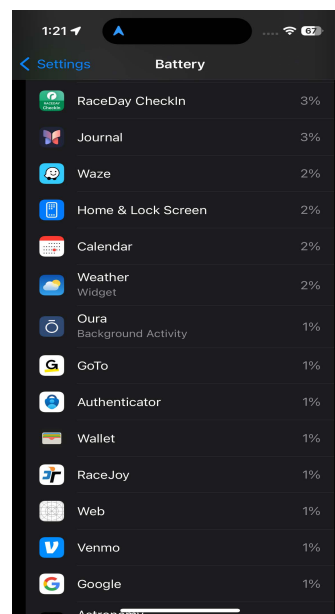 1:21
67
Settings
Battery
RaceDay CheckIn
3%
Journal
3%
Waze
2%
Home & Lock Screen
2%
Calendar
2%
Weather
Widget
2%
Oura
Background Activity
1%
GoTo
1%
Authenticator
1%
Wallet
1%
RaceJoy
1%
Web
1%
Venmo
1%
Google
1%